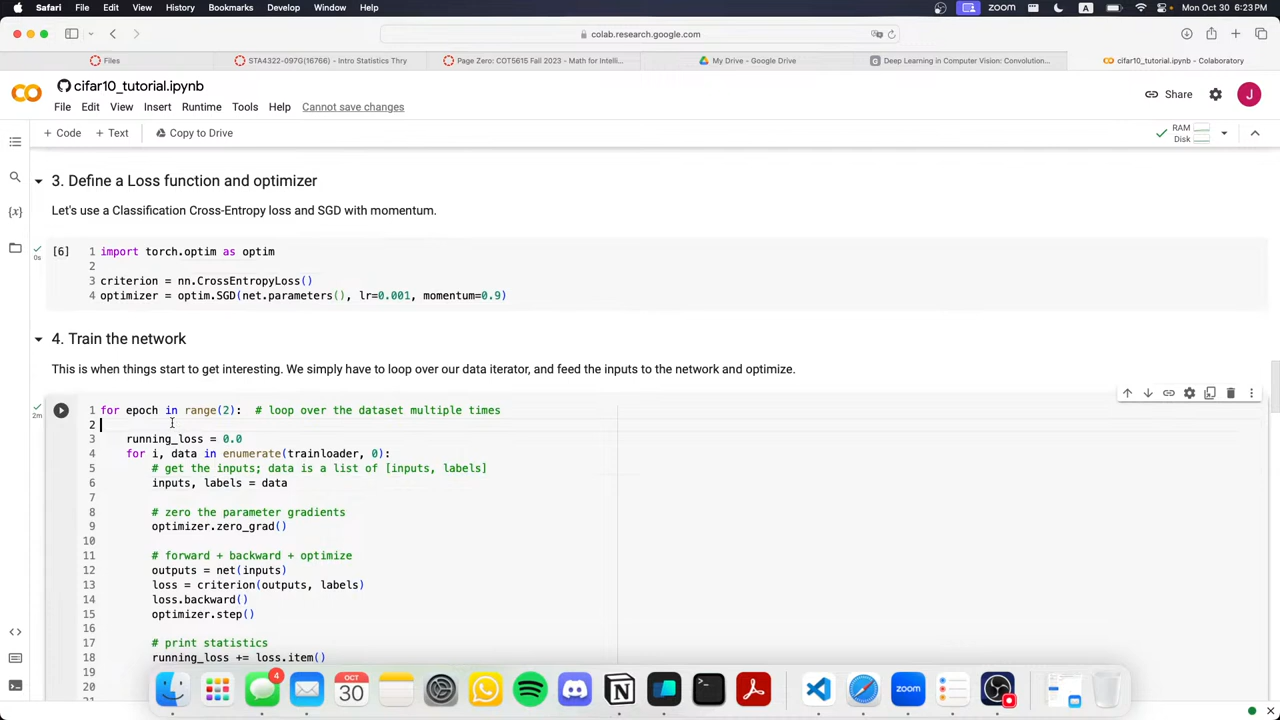 Safari File Edit View History Bookmarks Develop Window Help zoom A Mon Oct 30 6:23 PM
colab.research.google.com
Files STA4322-097G(16766) - Intro Statistics Thry Page Zero: COT5615 Fall 2023 - Math for Intelli... My Drive - Google Drive Deep Learning in Computer Vision: Convolution... cifar10_tutorial.ipynb - Colaboratory
cifar10_tutorial.ipynb
Share J
File Edit View Insert Runtime Tools Help Cannot save changes
+ Code + Text Copy to Drive
RAM
Disk
{x}
3. Define a Loss function and optimizer
Let's use a Classification Cross-Entropy loss and SGD with momentum.
[6] 1 import torch.optim as optim
0s 2
3 criterion = nn.CrossEntropyLoss()
4 optimizer = optim.SGD(net.parameters(), lr=0.001, momentum=0.9)
4. Train the network
This is when things start to get interesting. We simply have to loop over our data iterator, and feed the inputs to the network and optimize.
1 for epoch in range(2): # loop over the dataset multiple times
2m 2
3 running_loss = 0.0
4 for i, data in enumerate(trainloader, 0):
5 # get the inputs; data is a list of [inputs, labels]
6 inputs, labels = data
7
8 # zero the parameter gradients
9 optimizer.zero_grad()
10
11 # forward + backward + optimize
12 outputs = net(inputs)
13 loss = criterion(outputs, labels)
14 loss.backward()
15 optimizer.step()
16
17 # print statistics
18 running_loss += loss.item()
19
20
4
OCT
30
zoom